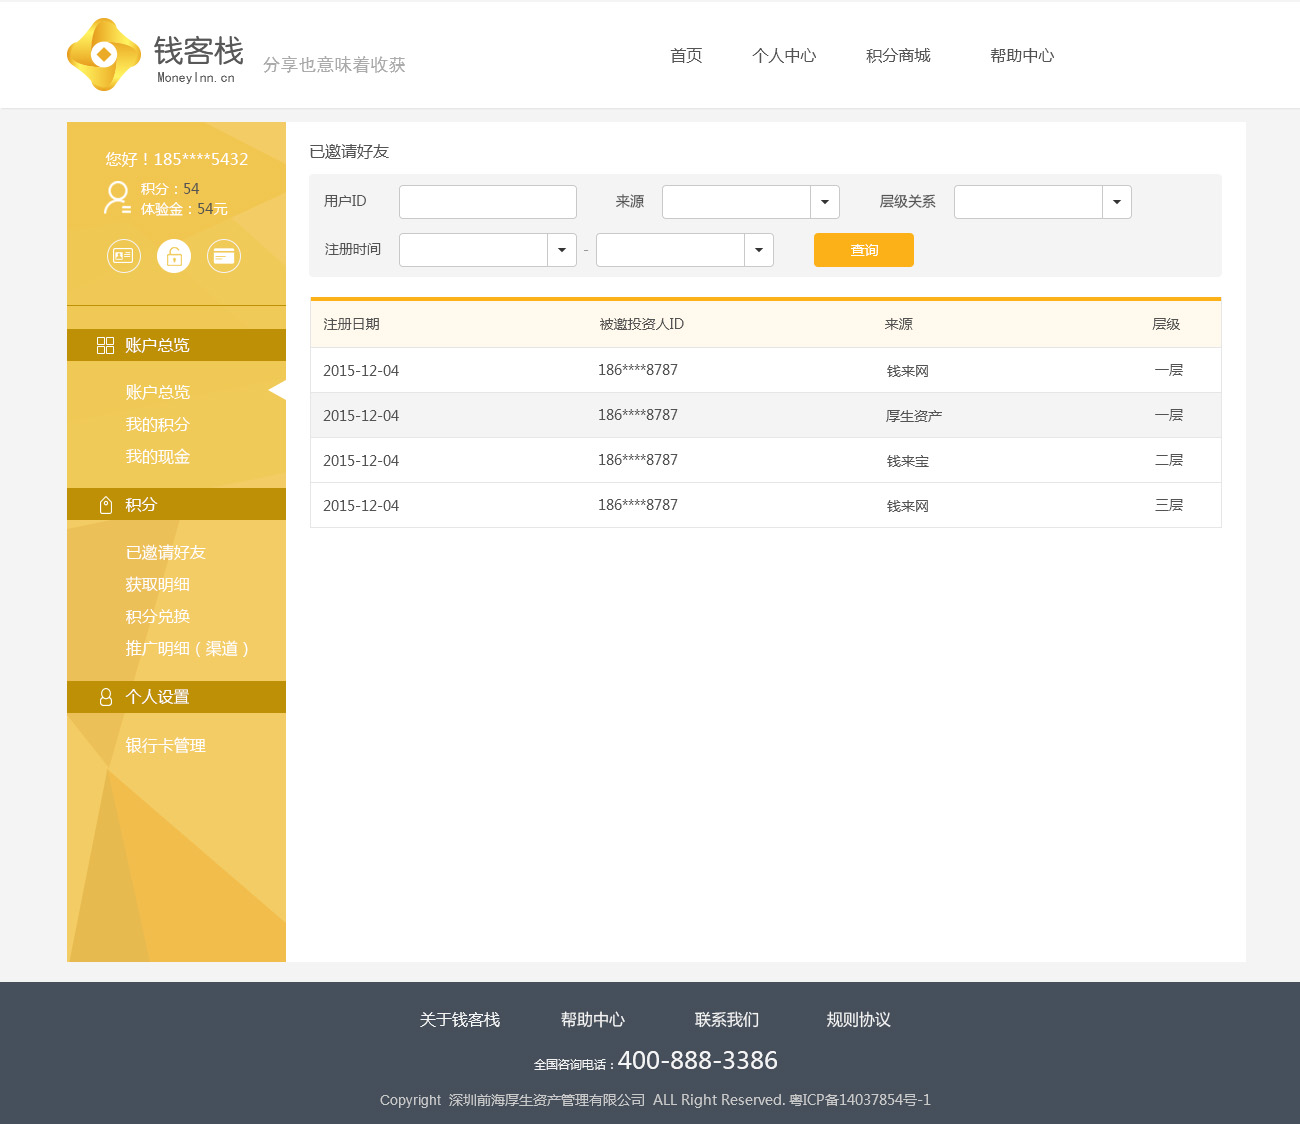 钱客栈
MoneyInn.cn
分享也意味着收获
首页 个人中心 积分商城 帮助中心
您好！185****5432
积分：54
体验金：54元
账户总览
账户总览
我的积分
我的现金
积分
已邀请好友
获取明细
积分兑换
推广明细（渠道）
个人设置
银行卡管理
已邀请好友
用户ID 来源 层级关系
注册时间 - 查询
注册日期 被邀投资人ID 来源 层级
2015-12-04 186****8787 钱来网 一层
2015-12-04 186****8787 厚生资产 一层
2015-12-04 186****8787 钱来宝 二层
2015-12-04 186****8787 钱来网 三层
关于钱客栈 帮助中心 联系我们 规则协议
全国咨询电话：400-888-3386
Copyright 深圳前海厚生资产管理有限公司 ALL Right Reserved. 粤ICP备14037854号-1